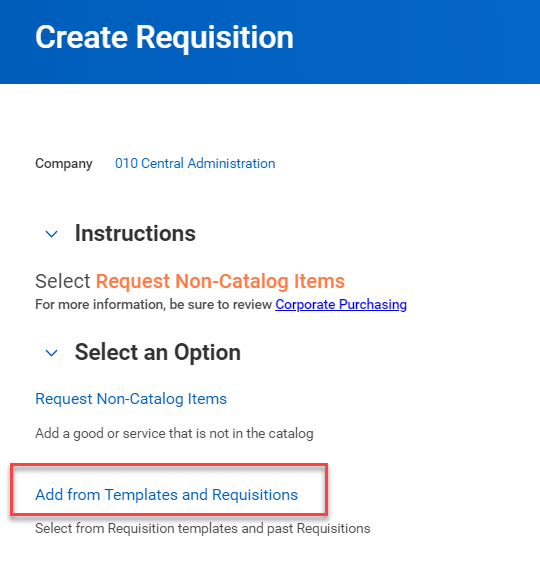 Create Requisition
Company 010 Central Administration
Instructions
Select Request Non-Catalog Items
For more information, be sure to review Corporate Purchasing
Select an Option
Request Non-Catalog Items
Add a good or service that is not in the catalog
Add from Templates and Requisitions
Select from Requisition templates and past Requisitions